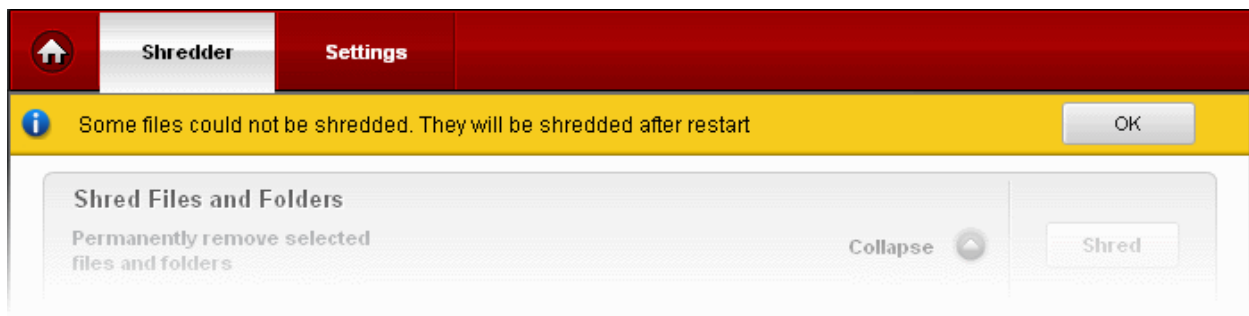 Shredder
Settings
Some files could not be shredded. They will be shredded after restart
OK
Shred Files and Folders
Permanently remove selected
files and folders
Collapse
Shred